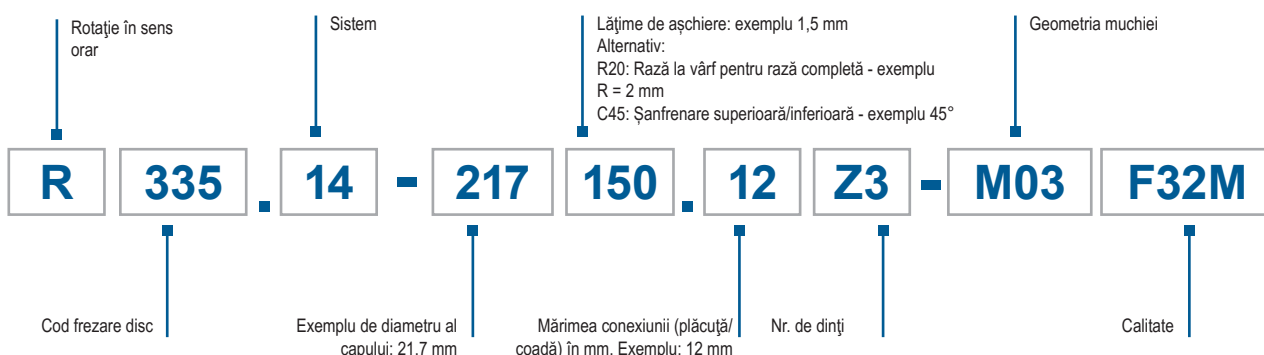 Rotaţie în sens
orar
Sistem
Lăţime de așchiere: exemplu 1,5 mm
Alternativ:
R20: Rază la vârf pentru rază completă - exemplu
R = 2 mm
C45: Șanfrenare superioară/inferioară - exemplu 45°
Geometria muchiei
R 335 . 14 - 217 150 . 12 Z3 - M03 F32M
Cod frezare disc
Exemplu de diametru al
capului: 21,7 mm
Mărimea conexiunii (plăcuţă/
coadă) în mm. Exemplu: 12 mm
Nr. de dinţi
Calitate